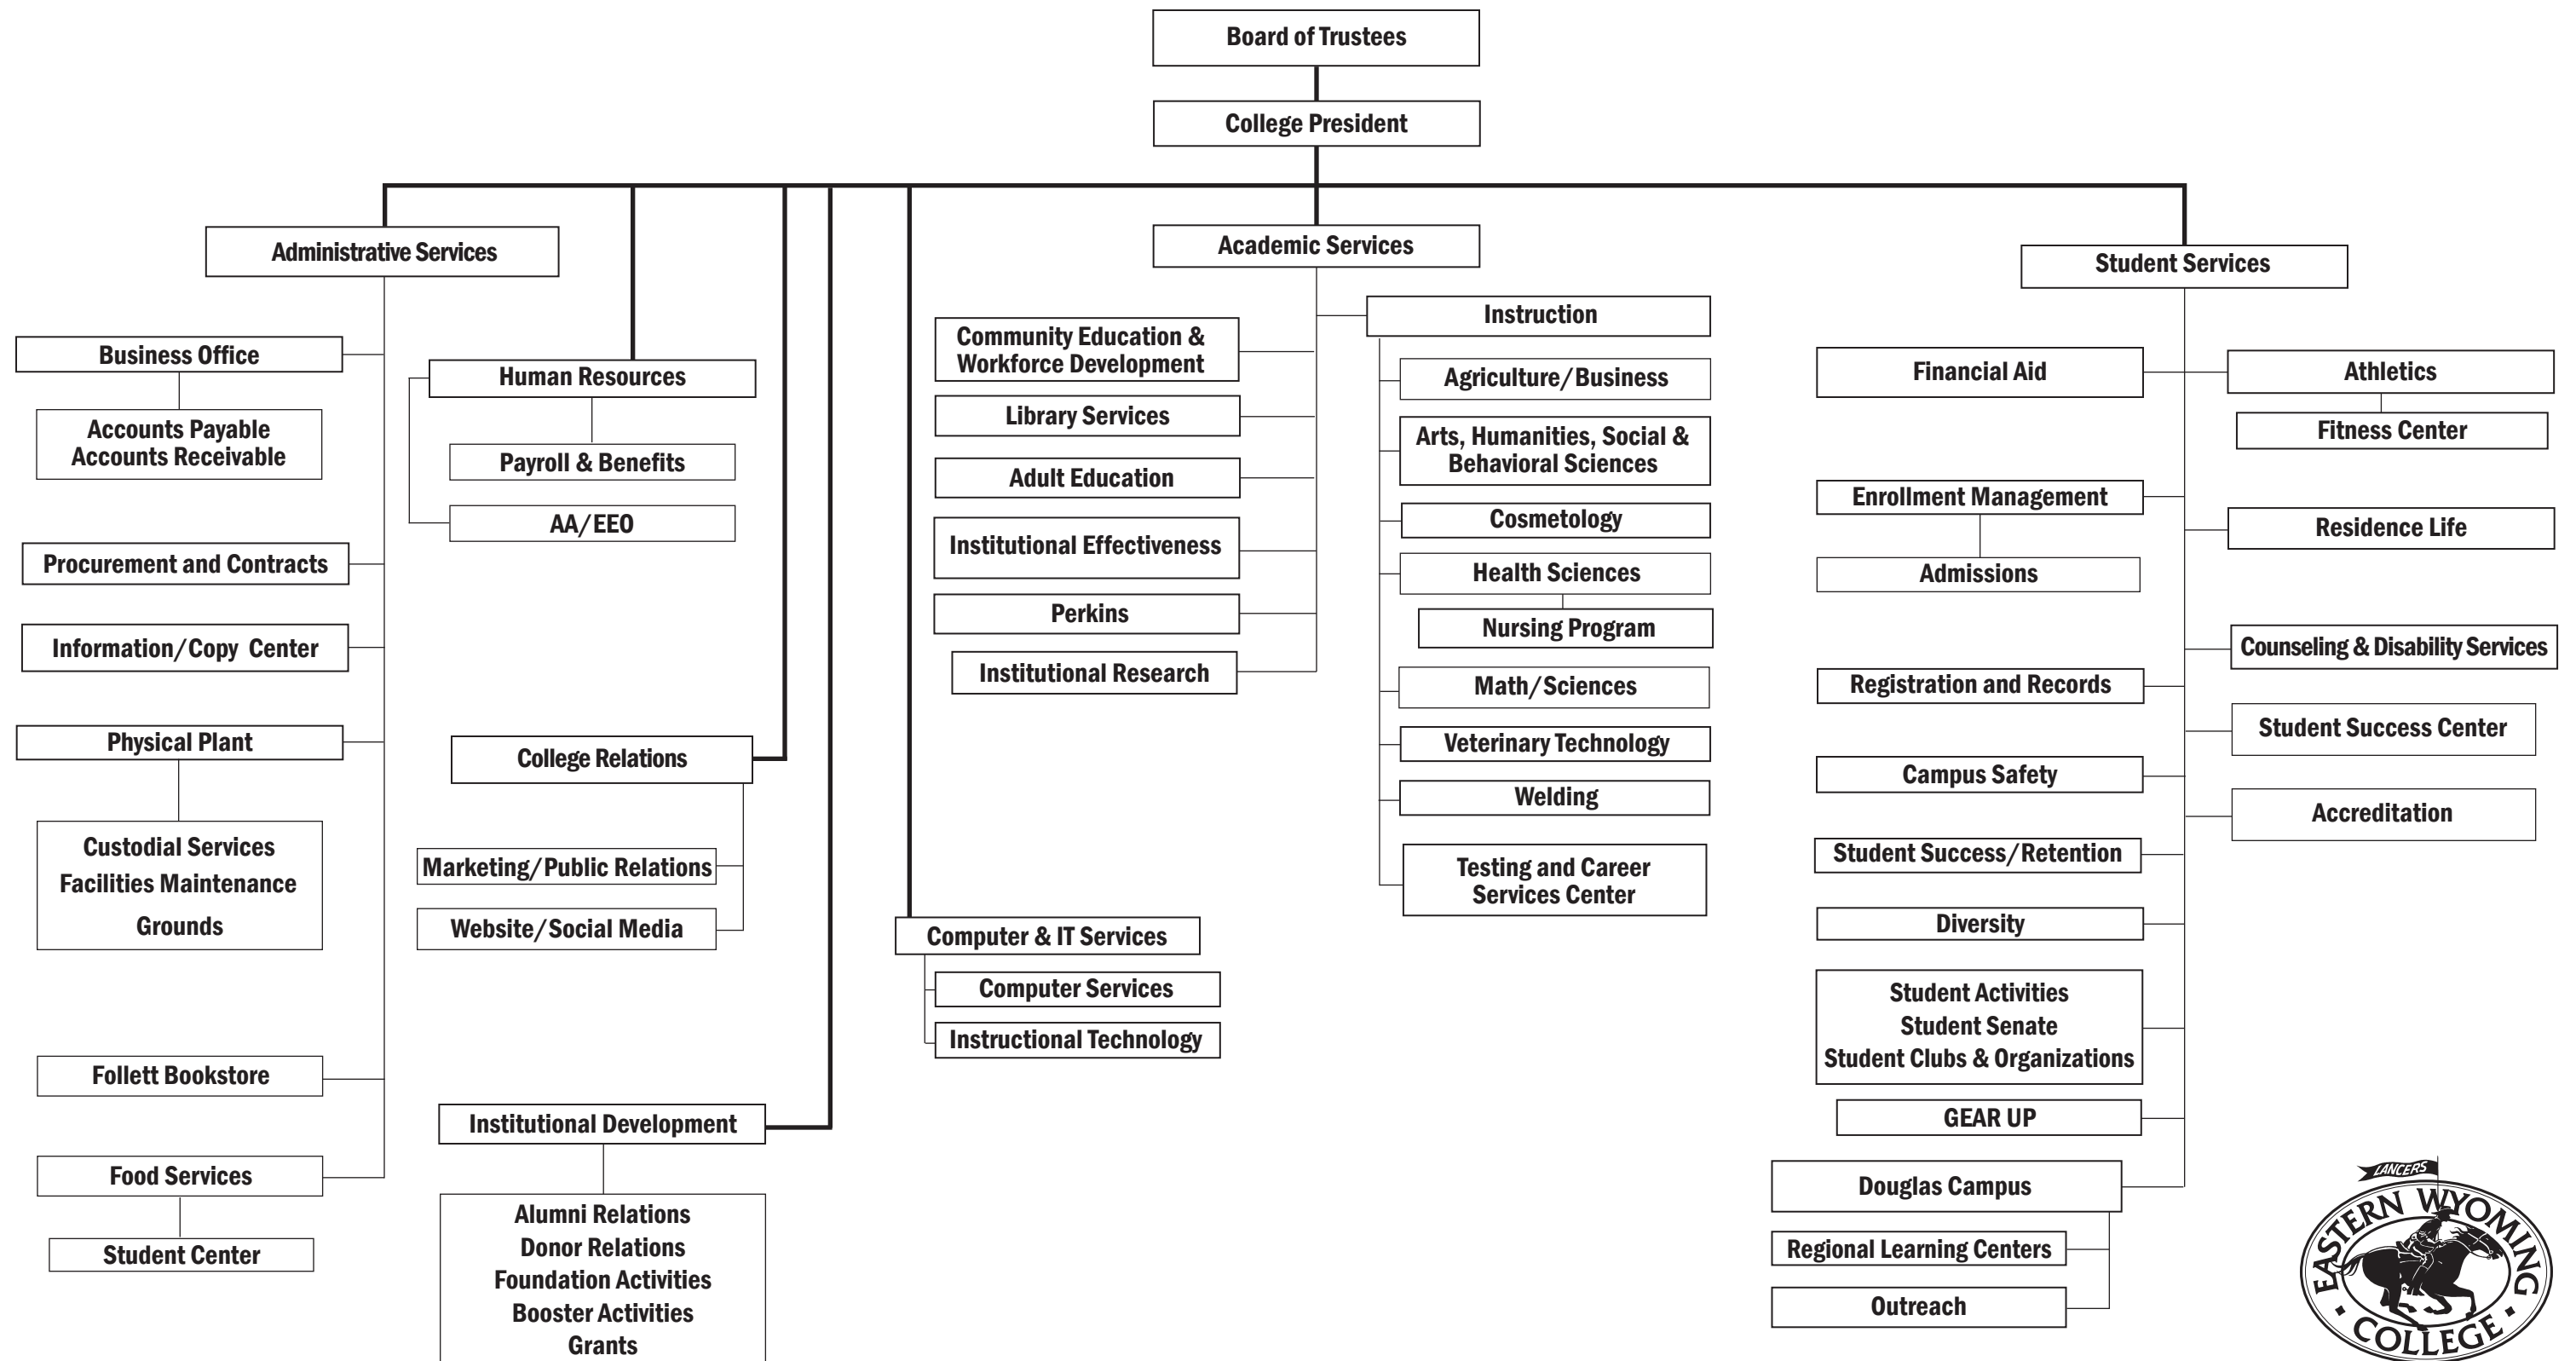 Board of Trustees
College President
Administrative Services
Business Office
Accounts Payable
Accounts Receivable
Procurement and Contracts
Information/Copy Center
Physical Plant
Custodial Services
Facilities Maintenance
Grounds
Follett Bookstore
Food Services
Student Center
Human Resources
Payroll & Benefits
AA/EEO
College Relations
Marketing/Public Relations
Website/Social Media
Institutional Development
Alumni Relations
Donor Relations
Foundation Activities
Booster Activities
Grants
Computer & IT Services
Computer Services
Instructional Technology
Academic Services
Community Education &
Workforce Development
Library Services
Adult Education
Institutional Effectiveness
Perkins
Institutional Research
Instruction
Agriculture/Business
Arts, Humanities, Social &
Behavioral Sciences
Cosmetology
Health Sciences
Nursing Program
Math/Sciences
Veterinary Technology
Welding
Testing and Career
Services Center
Student Services
Financial Aid
Enrollment Management
Admissions
Registration and Records
Campus Safety
Student Success/Retention
Diversity
Student Activities
Student Senate
Student Clubs & Organizations
GEAR UP
Douglas Campus
Regional Learning Centers
Outreach
Athletics
Fitness Center
Residence Life
Counseling & Disability Services
Student Success Center
Accreditation
LANCERS
EASTERN WYOMING
• COLLEGE •